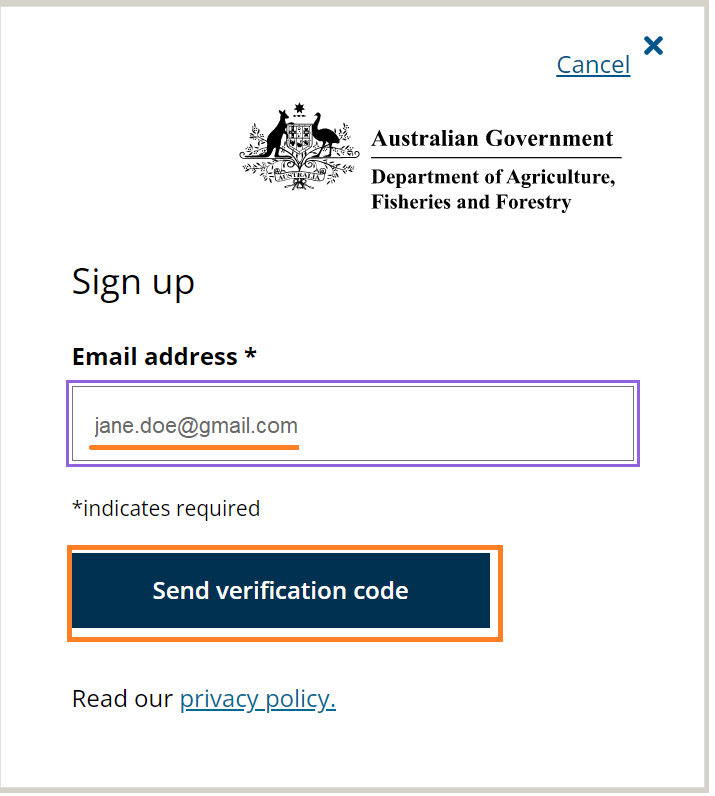 Cancel
AUSTRALIA
Australian Government
Department of Agriculture,
Fisheries and Forestry
Sign up
Email address *
jane.doe@gmail.com
*indicates required
Send verification code
Read our privacy policy.